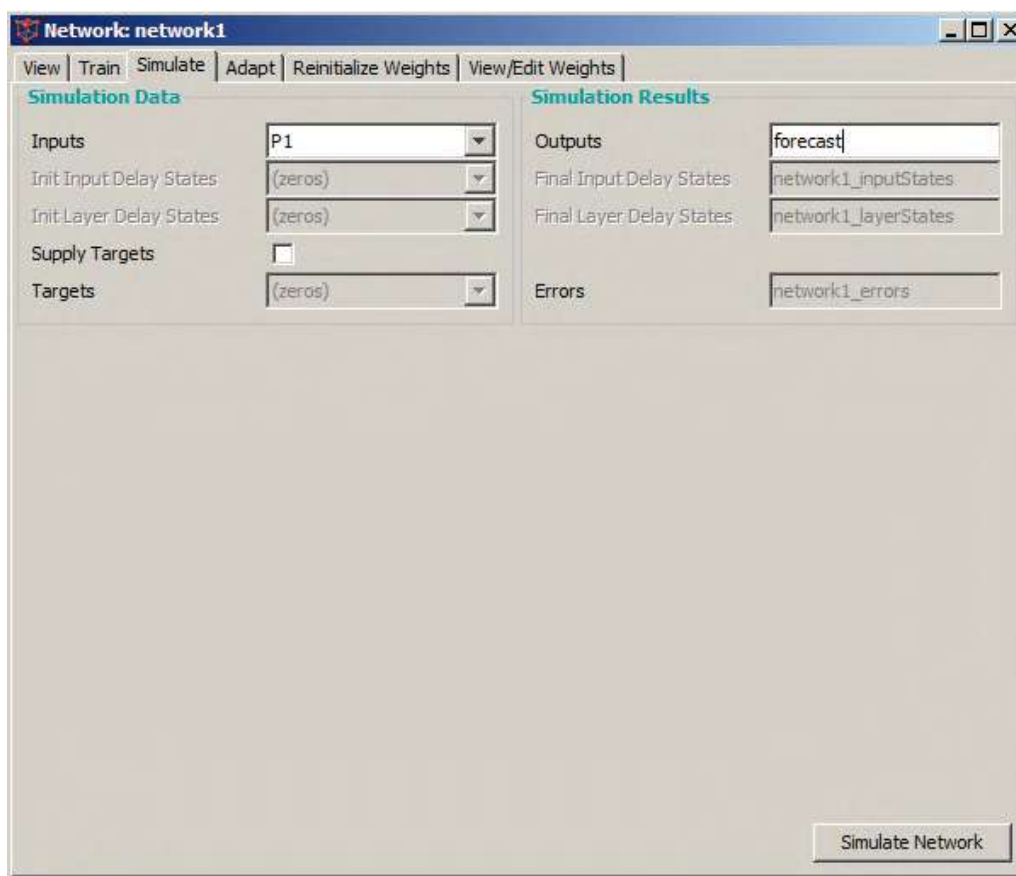 Network: network1
View Train Simulate Adapt Reinitialize Weights View/Edit Weights
Simulation Data
Inputs P1
Init Input Delay States (zeros)
Init Layer Delay States (zeros)
Supply Targets
Targets (zeros)
Simulation Results
Outputs forecast
Final Input Delay States network1_inputStates
Final Layer Delay States network1_layerStates
Errors network1_errors
Simulate Network